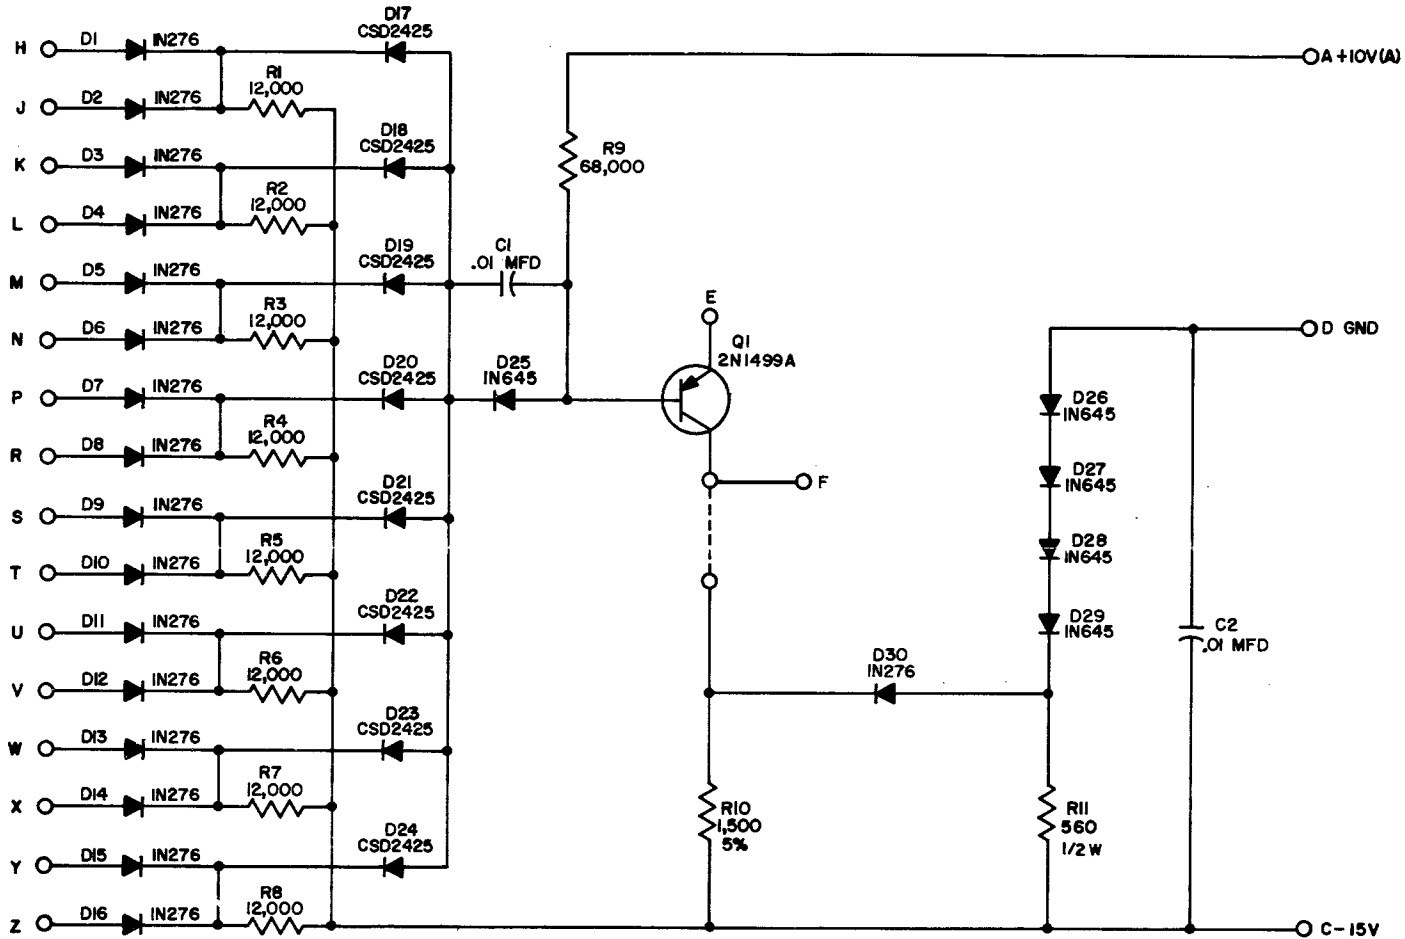 D17
CSD2425
H D1 IN276
A+10V(A)
R1
12,000
J D2 IN276
D18
CSD2425
K D3 IN276
R9
68,000
R2
12,000
L D4 IN276
D19
CSD2425
C1
.01 MFD
M D5 IN276
E
R3
12,000
N D6 IN276
D GND
Q1
2N1499A
D20
CSD2425
D25
IN645
P D7 IN276
D26
IN645
R4
12,000
R D8 IN276
D27
IN645
D21
CSD2425
F
S D9 IN276
R5
12,000
D28
IN645
T D10 IN276
D22
CSD2425
U D11 IN276
D29
IN645
C2
.01 MFD
R6
12,000
D30
IN276
V D12 IN276
D23
CSD2425
W D13 IN276
R7
12,000
X D14 IN276
R10
1,500
5%
R11
560
1/2 W
D24
CSD2425
Y D15 IN276
R8
12,000
Z D16 IN276
C-15V